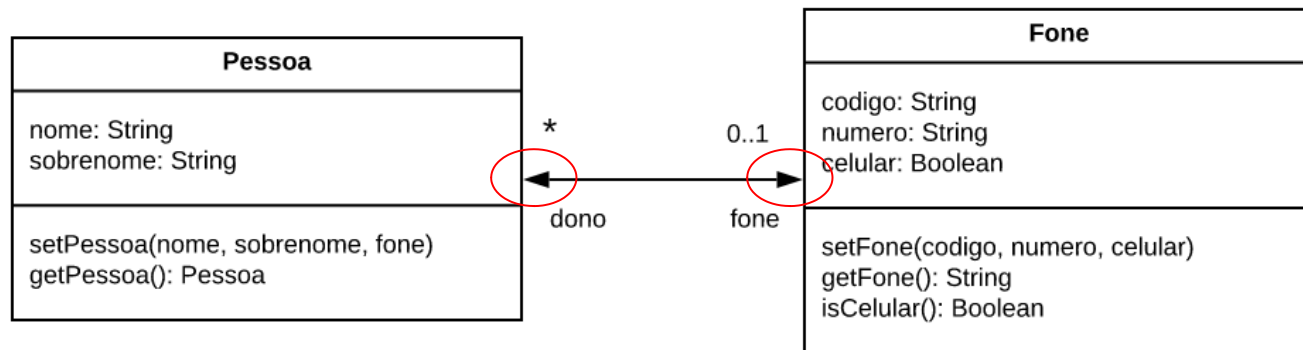 Pessoa
nome: String
sobrenome: String
setPessoa(nome, sobrenome, fone)
getPessoa(): Pessoa
*
0..1
dono
fone
Fone
codigo: String
numero: String
celular: Boolean
setFone(codigo, numero, celular)
getFone(): String
isCelular(): Boolean